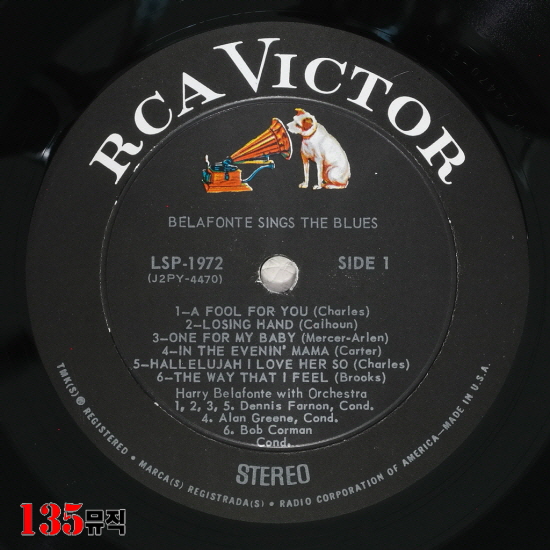 RCA VICTOR
BELAFONTE SINGS THE BLUES
LSP-1972 SIDE 1
(J2PY-4470)
1—A FOOL FOR YOU (Charles)
2—LOSING HAND (Calhoun)
3—ONE FOR MY BABY (Mercer-Arlen)
4—IN THE EVENIN' MAMA (Carter)
5—HALLELUJAH I LOVE HER SO (Charles)
6—THE WAY THAT I FEEL (Brooks)
Harry Belafonte with Orchestra
1, 2, 3, 5. Dennis Farnon, Cond.
4. Alan Greene, Cond.
6. Bob Corman
Cond.
STEREO
TMK(S) ® REGISTERED • MARCA(S) REGISTRADA(S) • RADIO CORPORATION OF AMERICA—MADE IN U.S.A.
135뮤직